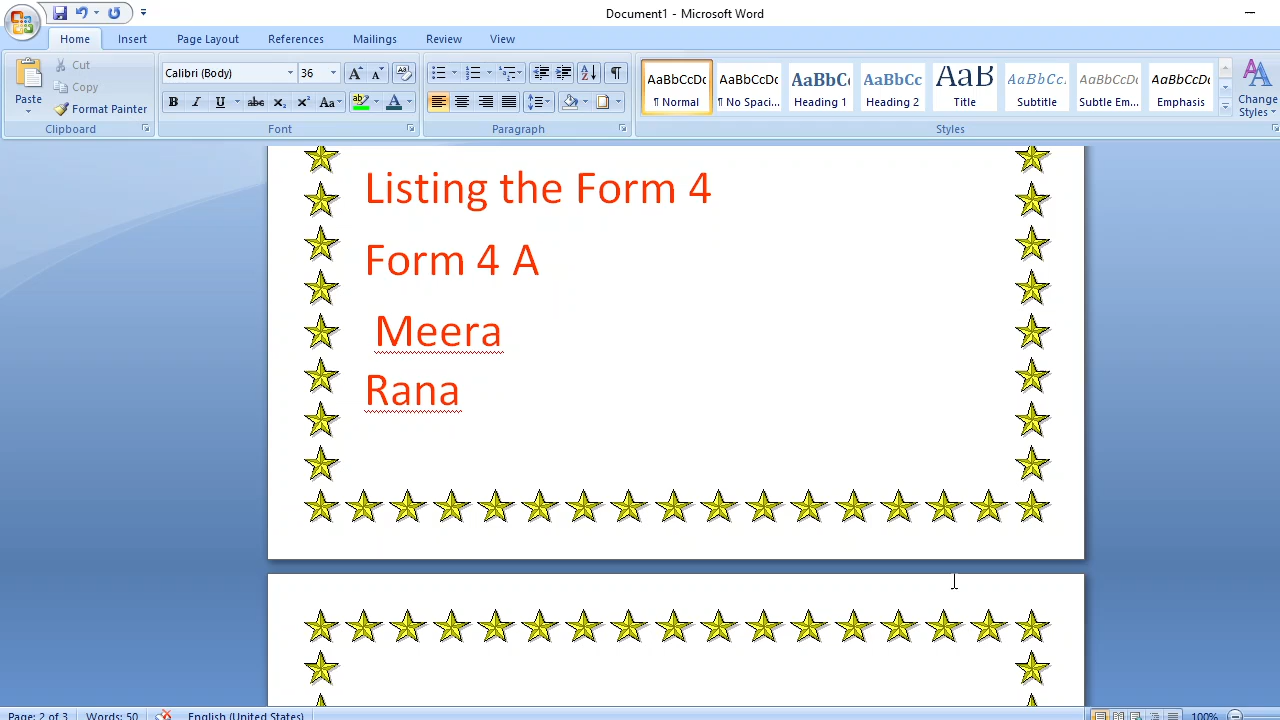 Document1 - Microsoft Word
Home Insert Page Layout References Mailings Review View
Paste
Cut
Copy
Format Painter
Clipboard
Calibri (Body) 36
Font
Paragraph
AaBbCcDc AaBbCcDc AaBbCc AaBbCc AaB AaBbCc. AaBbCcDc AaBbCcDc
¶ Normal ¶ No Spaci... Heading 1 Heading 2 Title Subtitle Subtle Em... Emphasis
Change
Styles
Styles
Listing the Form 4
Form 4 A
Meera
Rana
Page: 2 of 3 Words: 50 English (United States) 100%